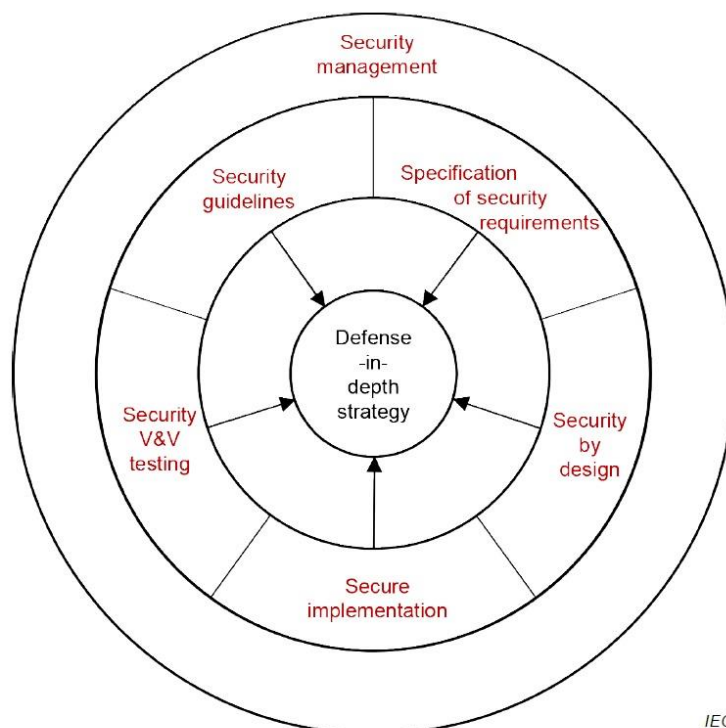 Security
management
Security
guidelines
Specification
of security
requirements
Defense
-in-
depth
strategy
Security
V&V
testing
Security
by
design
Secure
implementation
IEC